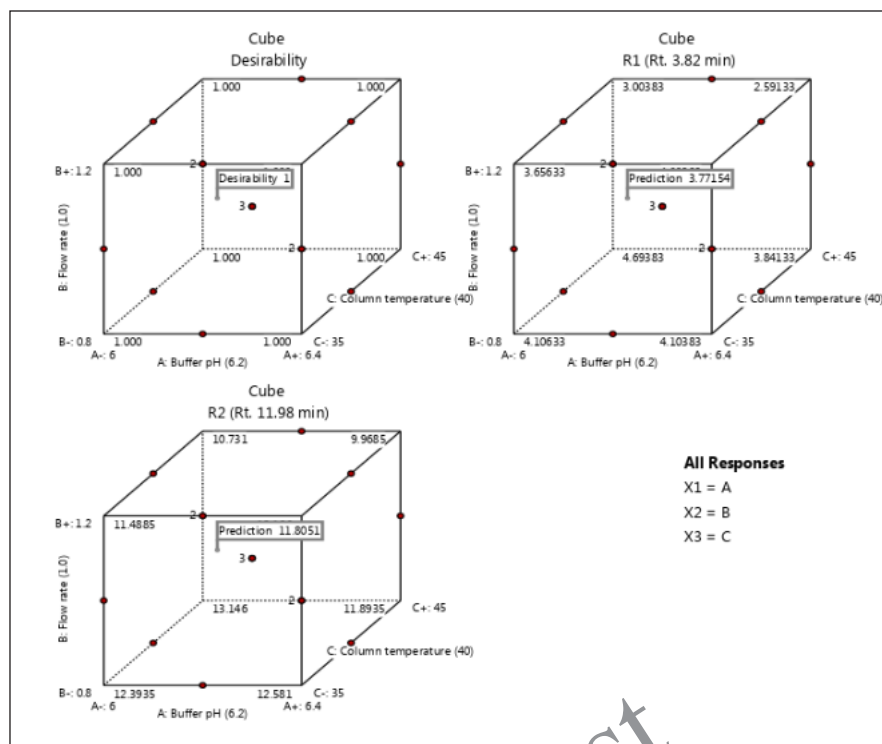 Cube
Desirability
1.000
1.000
B+: 1.2
1.000
2
Desirability 1
3
B: Flow rate (1.0)
1.000
2
1.000
C+: 45
C: Column temperature (40)
B-: 0.8
1.000
1.000
C-: 35
A-: 6
A+: 6.4
A: Buffer pH (6.2)
Cube
R1 (Rt. 3.82 min)
3.00383
2.59133
B+: 1.2
3.65633
2
Prediction 3.77154
3
B: Flow rate (1.0)
4.69383
2
3.84133
C+: 45
C: Column temperature (40)
B-: 0.8
4.10633
4.10383
C-: 35
A-: 6
A+: 6.4
A: Buffer pH (6.2)
Cube
R2 (Rt. 11.98 min)
10.731
9.9685
B+: 1.2
11.4885
2
Prediction 11.8051
3
B: Flow rate (1.0)
13.146
2
11.8935
C+: 45
C: Column temperature (40)
B-: 0.8
12.3935
12.581
C-: 35
A-: 6
A+: 6.4
A: Buffer pH (6.2)
All Responses
X1 = A
X2 = B
X3 = C
st